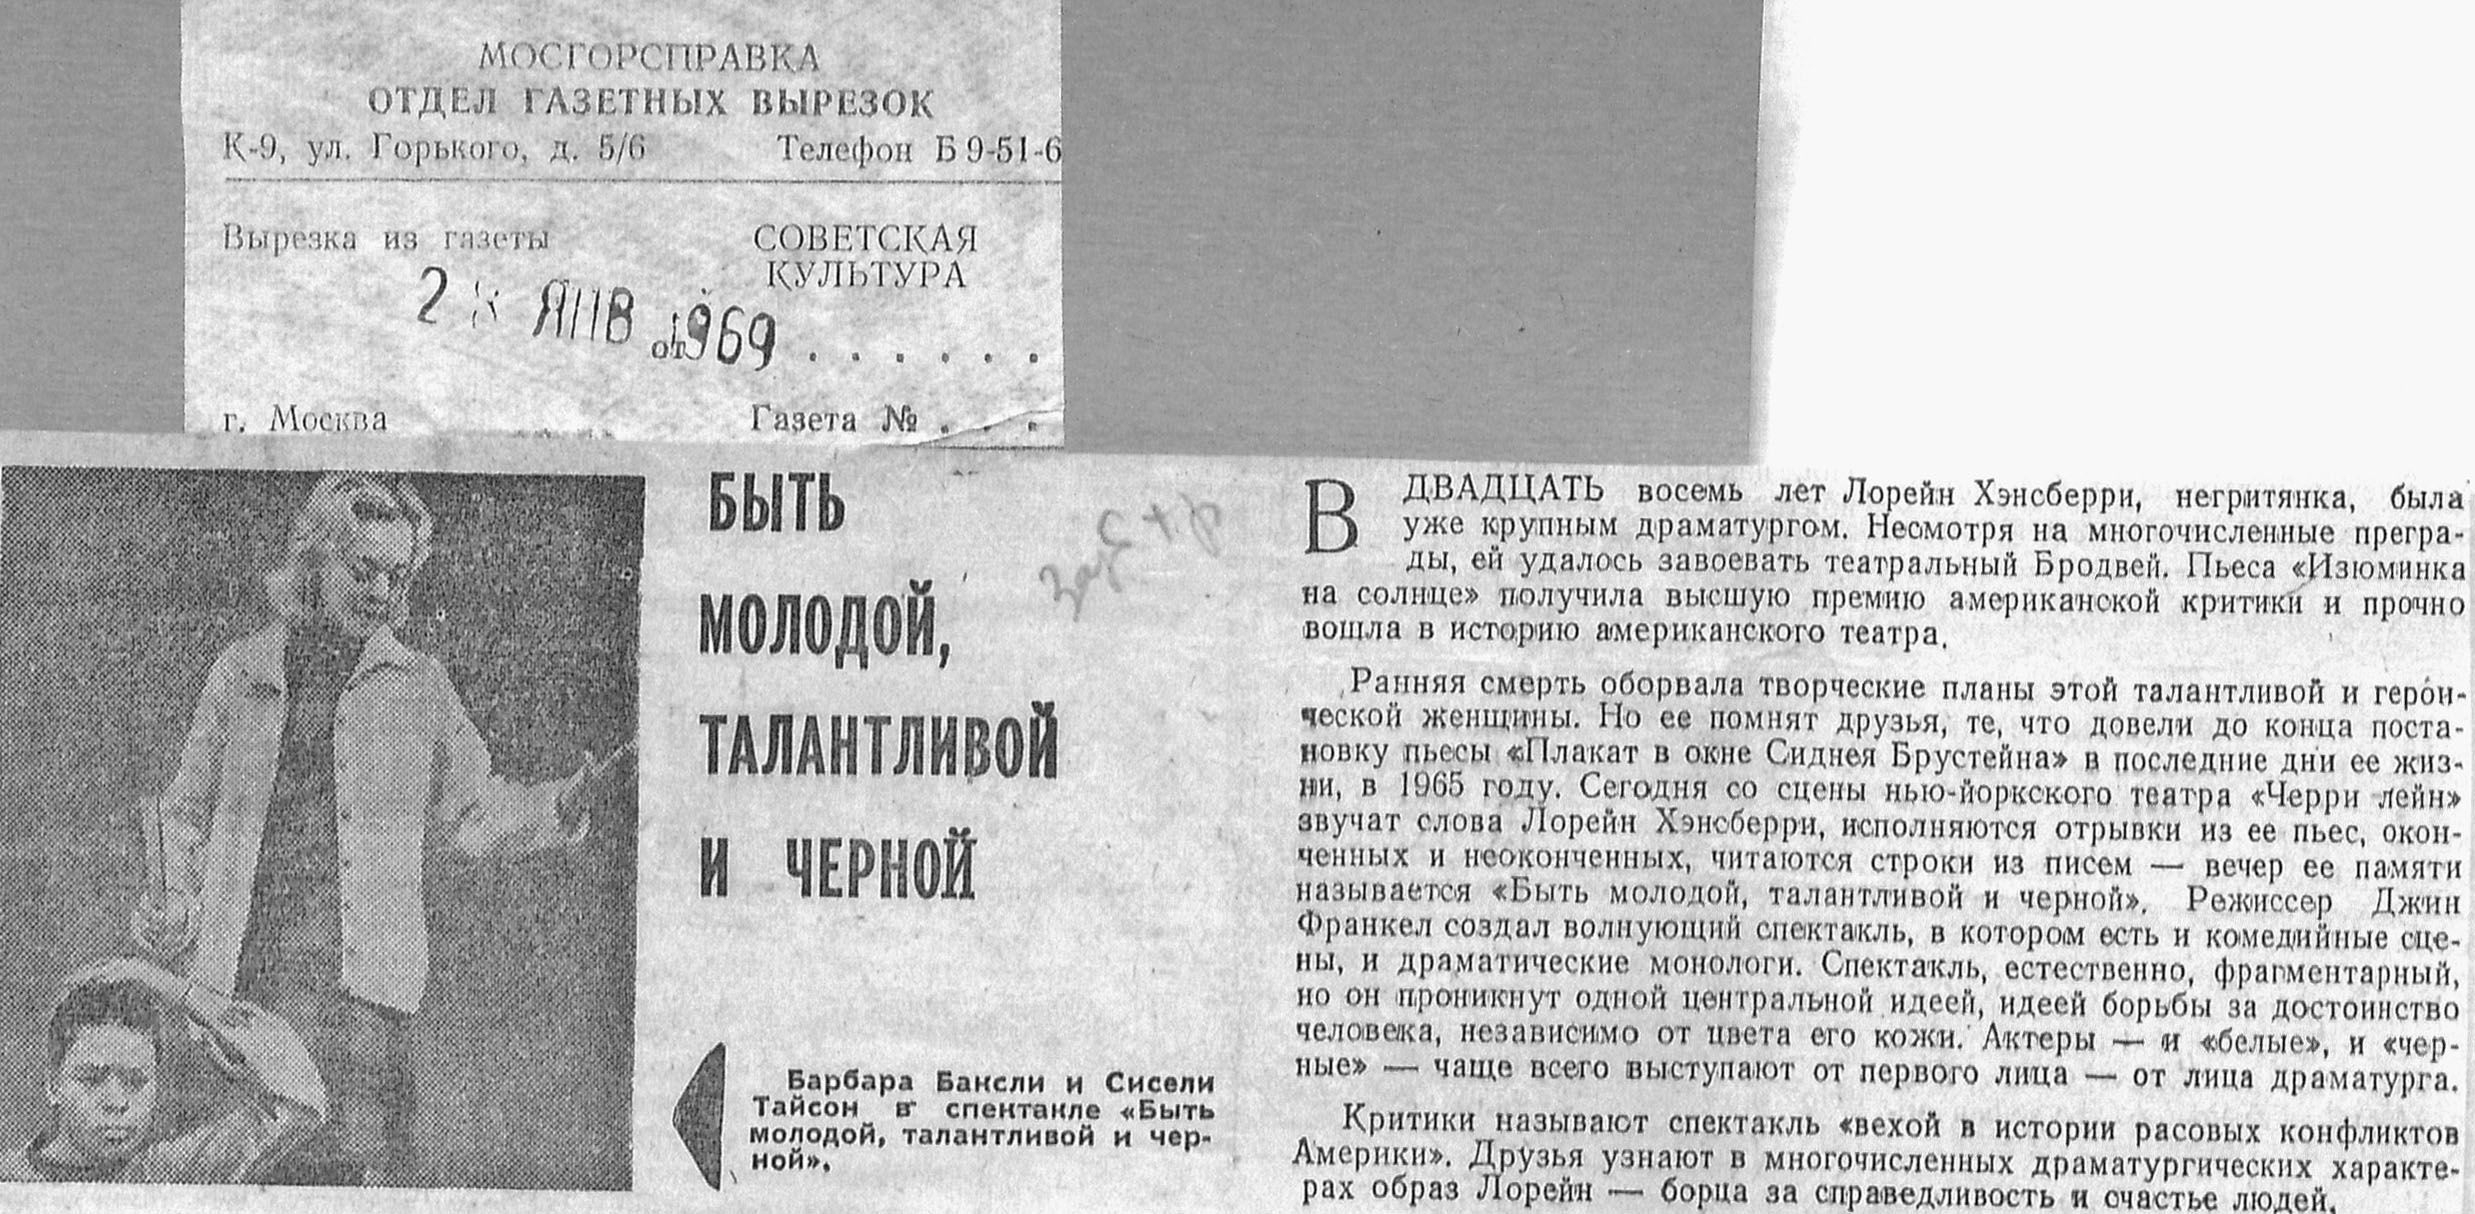 МОСГОРСПРАВКА
ОТДЕЛ ГАЗЕТНЫХ ВЫРЕЗОК
К-9, ул. Горького, д. 5/6 Телефон Б 9-51-6
Вырезка из газеты СОВЕТСКАЯ
КУЛЬТУРА
2 ЯНВ 1969 . . . . . .
г. Москва Газета № . . .
БЫТЬ
МОЛОДОЙ,
ТАЛАНТЛИВОЙ
И ЧЕРНОЙ
Барбара Баксли и Сисели
Тайсон в спектакле «Быть
молодой, талантливой и чер-
ной».
В ДВАДЦАТЬ восемь лет Лорейн Хэнсберри, негритянка, была
уже крупным драматургом. Несмотря на многочисленные прегра-
ды, ей удалось завоевать театральный Бродвей. Пьеса «Изюминка
на солнце» получила высшую премию американской критики и прочно
вошла в историю американского театра.
Ранняя смерть оборвала творческие планы этой талантливой и герои-
ческой женщины. Но ее помнят друзья, те, что довели до конца поста-
новку пьесы «Плакат в окне Сиднея Брустейна» в последние дни ее жиз-
ни, в 1965 году. Сегодня со сцены нью-йоркского театра «Черри лейн»
звучат слова Лорейн Хэнсберри, исполняются отрывки из ее пьес, окон-
ченных и неоконченных, читаются строки из писем — вечер ее памяти
называется «Быть молодой, талантливой и черной». Режиссер Джин
Франкел создал волнующий спектакль, в котором есть и комедийные сце-
ны, и драматические монологи. Спектакль, естественно, фрагментарный,
но он проникнут одной центральной идеей, идеей борьбы за достоинство
человека, независимо от цвета его кожи. Актеры — и «белые», и «чер-
ные» — чаще всего выступают от первого лица — от лица драматурга.
Критики называют спектакль «вехой в истории расовых конфликтов
Америки». Друзья узнают в многочисленных драматургических характе-
рах образ Лорейн — борца за справедливость и счастье людей.